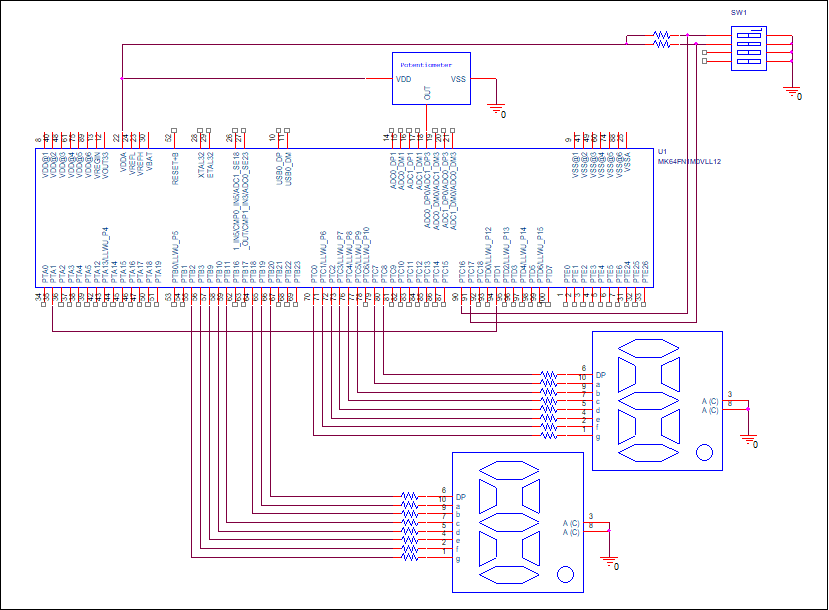 SW1
Potentiometer
VDD
VSS
OUT
0
0
U1
MK64FN1M0VLL12
VDD@1
VDD@2
VDD@3
VDD@4
VDD@5
VDD@6
VREGIN
VOUT33
VDDA
VREFL
VREFH
VBAT
RESET+B
XTAL32
ETAL32
1_IN5/CMP0_IN5/ADC1_SE18
_OUT/CMP1_IN3/ADC0_SE23
USB0_DP
USB0_DM3
ADC0_DP1
ADC0_DM1
ADC1_DP1
ADC1_DM1
ADC0_DP0/ADC1_DP3
ADC0_DM0/ADC1_DM3
ADC1_DP0/ADC0_DP3
ADC1_DM0/ADC0_DM3
VSS@1
VSS@2
VSS@3
VSS@4
VSS@5
VSS@6
VSSA
PTA0
PTA1
PTA2
PTA3
PTA4/LLWU_P4
PTA5
PTA12
PTA13/LLWU_P4
PTA14
PTA15
PTA16
PTA17
PTA18
PTA19
PTB0/LLWU_P5
PTB1
PTB2
PTB3
PTB9
PTB10
PTB11
PTB16
PTB17
PTB18
PTB19
PTB20
PTB21
PTB22
PTB23
PTC0
PTC1/LLWU_P6
PTC2
PTC3/LLWU_P7
PTC4/LLWU_P8
PTC5/LLWU_P9
PTC6/LLWU_P10
PTC7
PTC8
PTC9
PTC10
PTC11
PTC12
PTC13
PTC14
PTC15
PTC16
PTC17
PTC18
PTD0/LLWU_P12
PTD1
PTD2/LLWU_P13
PTD3
PTD4/LLWU_P14
PTD5
PTD6/LLWU_P15
PTD7
PTE0
PTE1
PTE2
PTE3
PTE4
PTE5
PTE6
PTE24
PTE25
PTE26
6 DP
10 a
9 b
7 c
5 d
4 e
2 f
1 g
A (C) 3
A (C) 8
0
6 DP
10 a
9 b
7 c
5 d
4 e
2 f
1 g
A (C) 3
A (C) 8
0